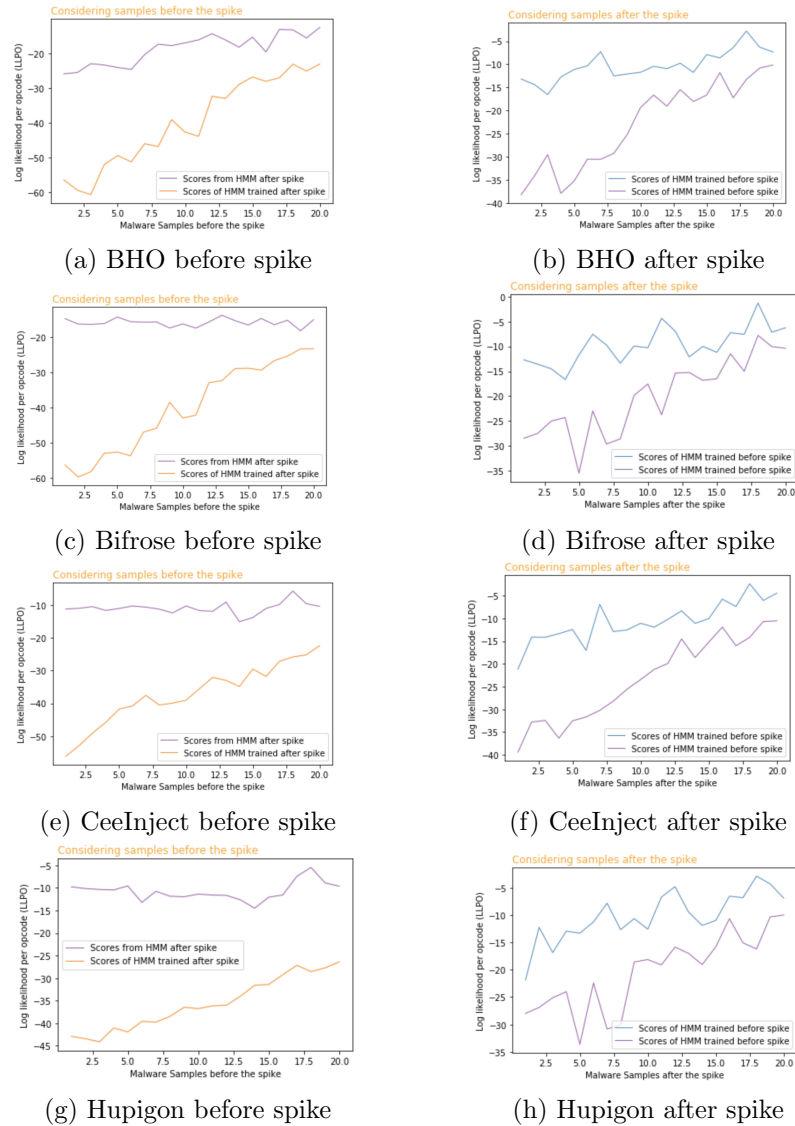 Considering samples before the spike
Log likelihood per opcode (LLPO)
−20
−30
−40
−50
−60
Scores from HMM after spike
Scores of HMM trained after spike
2.5 5.0 7.5 10.0 12.5 15.0 17.5 20.0
Malware Samples before the spike
(a) BHO before spike
Considering samples after the spike
Log likelihood per opcode (LLPO)
−5
−10
−15
−20
−25
−30
−35
−40
Scores of HMM trained before spike
Scores of HMM trained before spike
2.5 5.0 7.5 10.0 12.5 15.0 17.5 20.0
Malware Samples after the spike
(b) BHO after spike
Considering samples before the spike
Log likelihood per opcode (LLPO)
−20
−30
−40
−50
−60
Scores from HMM after spike
Scores of HMM trained after spike
2.5 5.0 7.5 10.0 12.5 15.0 17.5 20.0
Malware Samples before the spike
(c) Bifrose before spike
Considering samples after the spike
Log likelihood per opcode (LLPO)
0
−5
−10
−15
−20
−25
−30
−35
Scores of HMM trained before spike
Scores of HMM trained before spike
2.5 5.0 7.5 10.0 12.5 15.0 17.5 20.0
Malware Samples after the spike
(d) Bifrose after spike
Considering samples before the spike
Log likelihood per opcode (LLPO)
−10
−20
−30
−40
−50
Scores from HMM after spike
Scores of HMM trained after spike
2.5 5.0 7.5 10.0 12.5 15.0 17.5 20.0
Malware Samples before the spike
(e) CeeInject before spike
Considering samples after the spike
Log likelihood per opcode (LLPO)
−5
−10
−15
−20
−25
−30
−35
−40
Scores of HMM trained before spike
Scores of HMM trained before spike
2.5 5.0 7.5 10.0 12.5 15.0 17.5 20.0
Malware Samples after the spike
(f) CeeInject after spike
Considering samples before the spike
Log likelihood per opcode (LLPO)
−5
−10
−15
−20
−25
−30
−35
−40
−45
Scores from HMM after spike
Scores of HMM trained after spike
2.5 5.0 7.5 10.0 12.5 15.0 17.5 20.0
Malware Samples before the spike
(g) Hupigon before spike
Considering samples after the spike
Log likelihood per opcode (LLPO)
−5
−10
−15
−20
−25
−30
−35
Scores of HMM trained before spike
Scores of HMM trained before spike
2.5 5.0 7.5 10.0 12.5 15.0 17.5 20.0
Malware Samples after the spike
(h) Hupigon after spike